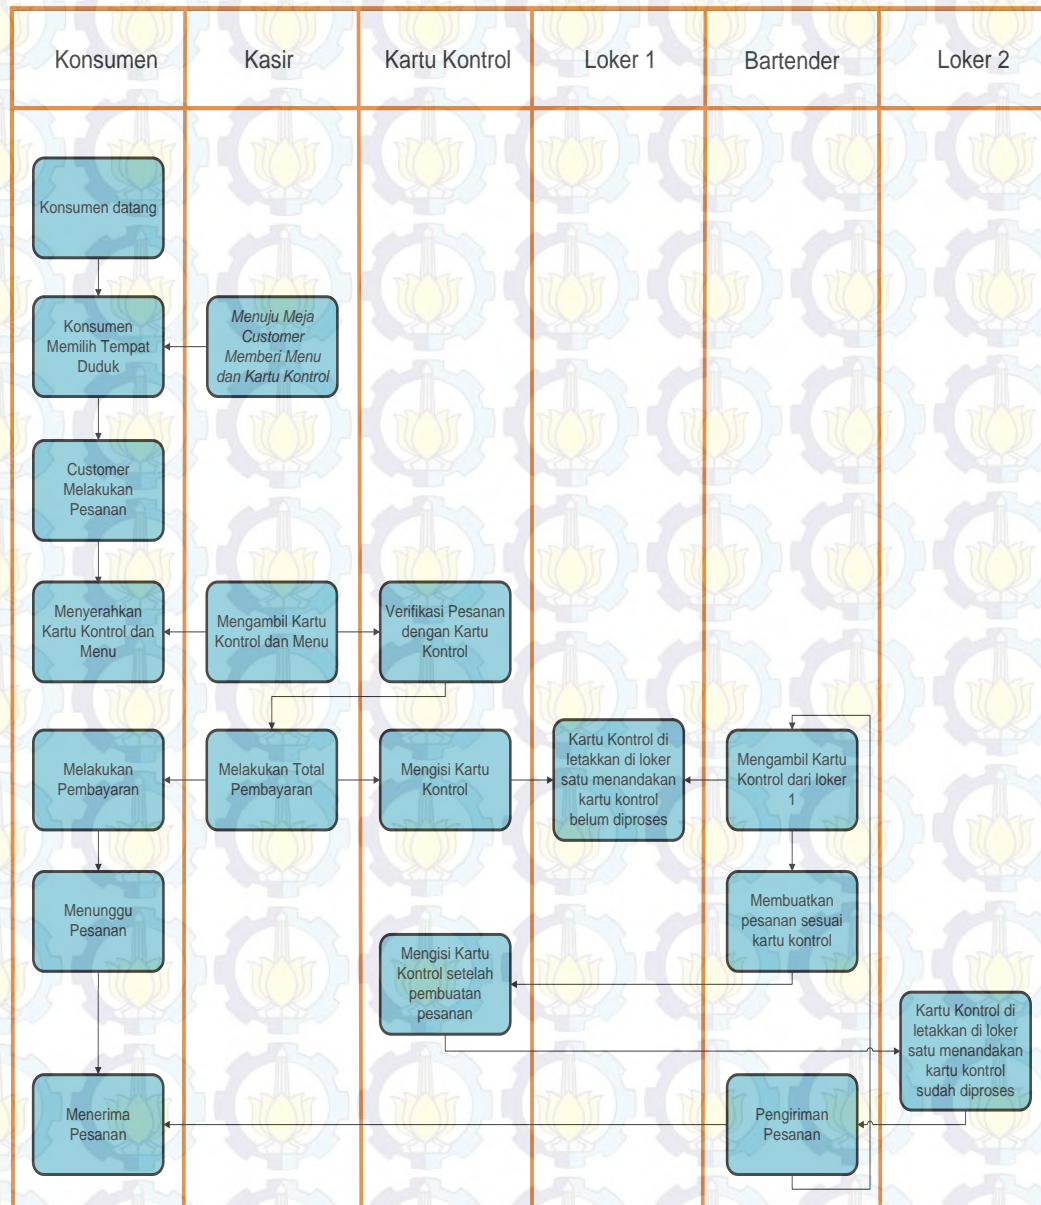 Konsumen
Kasir
Kartu Kontrol
Loker 1
Bartender
Loker 2
Konsumen datang
Konsumen
Memilih Tempat
Duduk
Menuju Meja
Customer
Memberi Menu
dan Kartu Kontrol
Customer
Melakukan
Pesanan
Menyerahkan
Kartu Kontrol dan
Menu
Mengambil Kartu
Kontrol dan Menu
Verifikasi Pesanan
dengan Kartu
Kontrol
Melakukan
Pembayaran
Melakukan Total
Pembayaran
Mengisi Kartu
Kontrol
Kartu Kontrol di
letakkan di loker
satu menandakan
kartu kontrol
belum diproses
Mengambil Kartu
Kontrol dari loker
1
Menunggu
Pesanan
Membuatkan
pesanan sesuai
kartu kontrol
Mengisi Kartu
Kontrol setelah
pembuatan
pesanan
Kartu Kontrol di
letakkan di loker
satu menandakan
kartu kontrol
sudah diproses
Menerima
Pesanan
Pengiriman
Pesanan